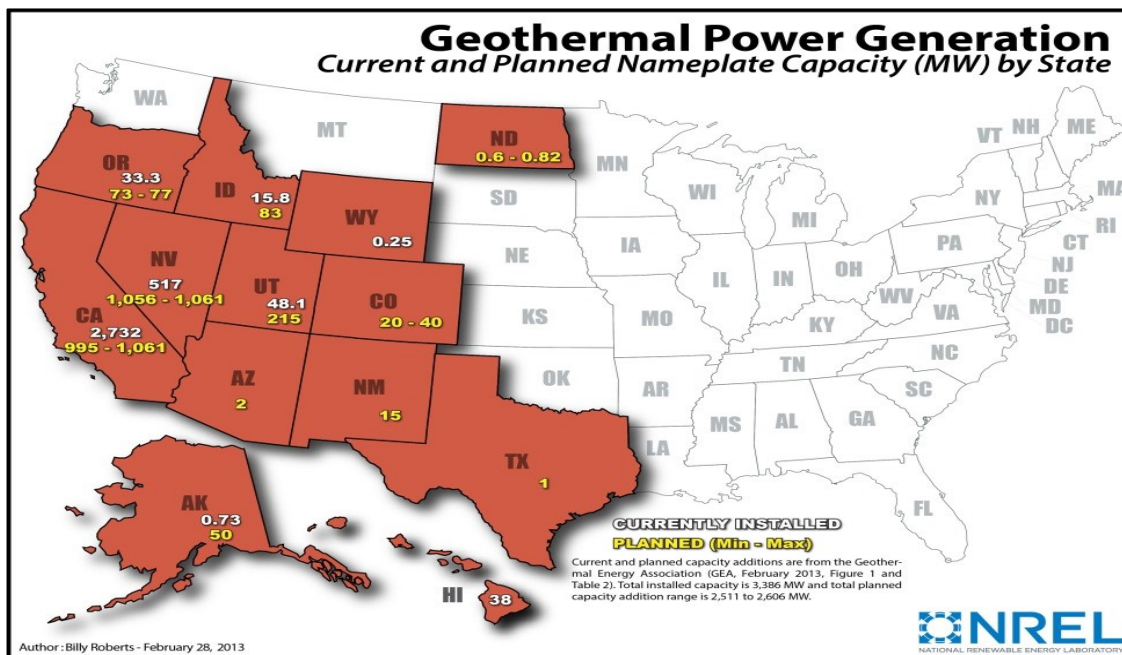 Geothermal Power Generation
Current and Planned Nameplate Capacity (MW) by State
WA
MT
ND
0.6 - 0.82
MN
VT
NH
ME
OR
33.3
73 - 77
ID
15.8
83
WY
0.25
SD
WI
MI
NY
MA
RI
CT
NV
517
1,056 - 1,061
UT
48.1
215
CO
20 - 40
NE
IA
IL
IN
OH
PA
NJ
DE
MD
DC
CA
2,732
995 - 1,061
KS
MO
KY
WV
VA
AZ
2
NM
15
OK
AR
TN
NC
SC
TX
1
LA
MS
AL
GA
FL
AK
0.73
50
HI
38
CURRENTLY INSTALLED
PLANNED (Min - Max)
Current and planned capacity additions are from the Geother-
mal Energy Association (GEA, February 2013, Figure 1 and
Table 2). Total installed capacity is 3,386 MW and total planned
capacity addition range is 2,511 to 2,606 MW.
Author : Billy Roberts - February 28, 2013
NREL
NATIONAL RENEWABLE ENERGY LABORATORY